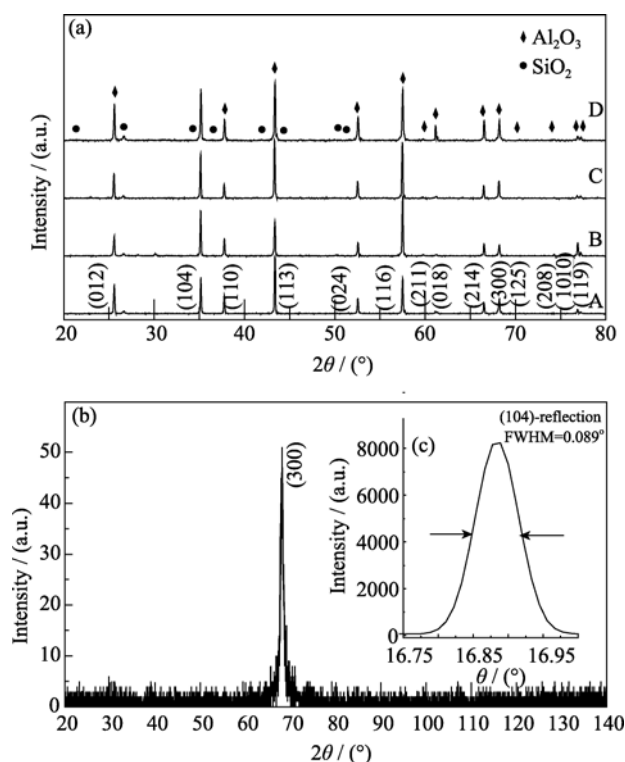 (a)
♦ Al₂O₃
● SiO₂
D
C
B
A
Intensity / (a.u.)
(012) (104) (110) (113) (024) (116) (211) (018) (214) (300) (125) (208) (1010) (119)
20 30 40 50 60 70 80
2θ / (°)
(b)
(300)
50
40
30
20
10
0
Intensity / (a.u.)
20 30 40 50 60 70 80 90 100 110 120 130 140
2θ / (°)
(c)
(104)-reflection
FWHM=0.089°
8000
6000
4000
2000
0
Intensity / (a.u.)
16.75 16.85 16.95
θ / (°)